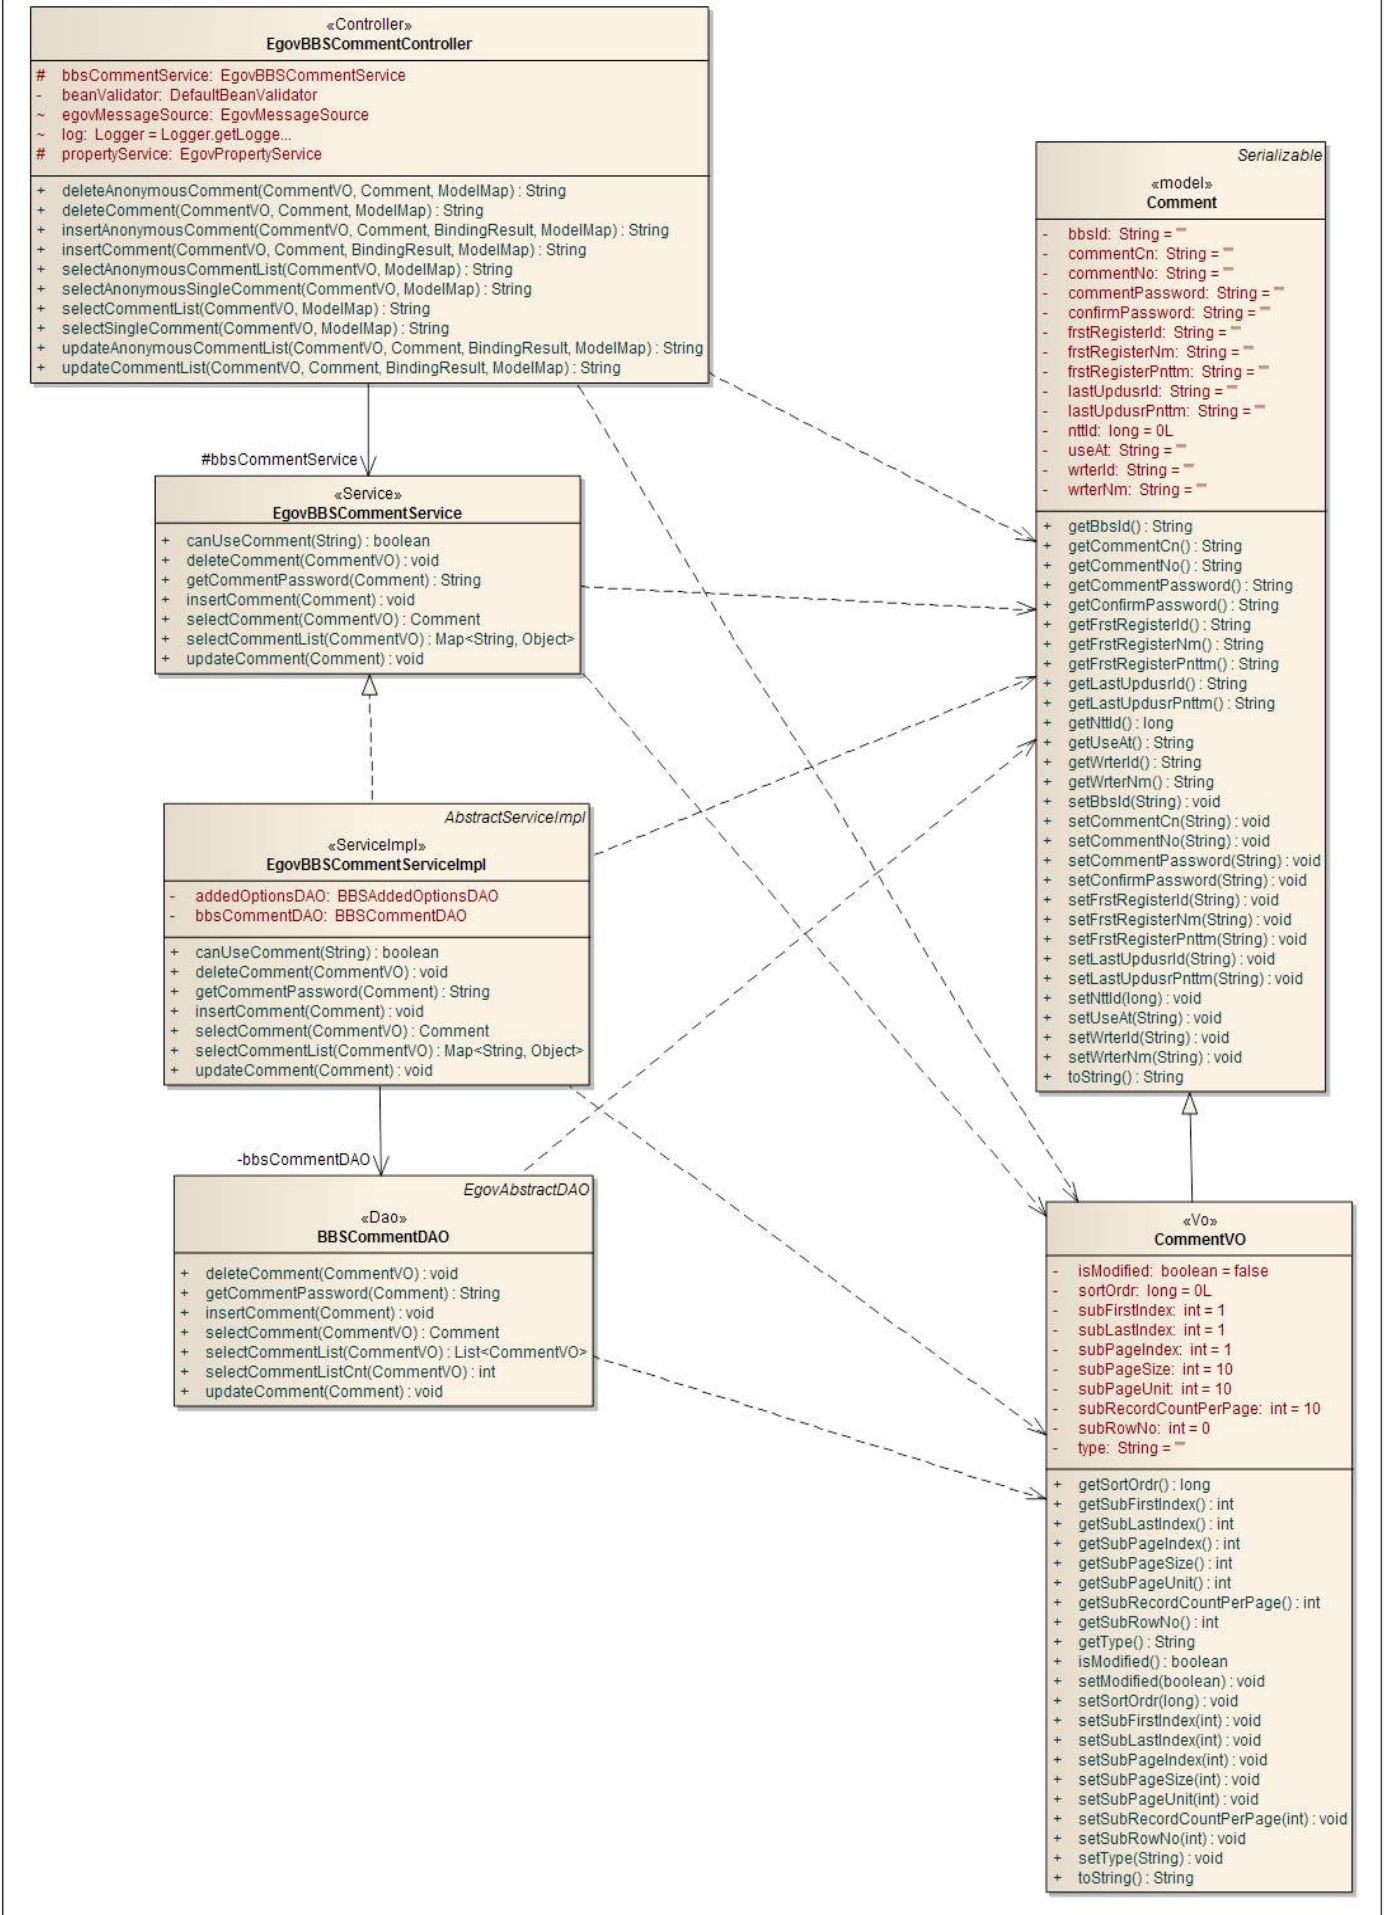 «Controller»
EgovBBSCommentController
# bbsCommentService: EgovBBSCommentService
- beanValidator: DefaultBeanValidator
~ egovMessageSource: EgovMessageSource
~ log: Logger = Logger.getLogge...
# propertyService: EgovPropertyService
+ deleteAnonymousComment(CommentVO, Comment, ModelMap) : String
+ deleteComment(CommentVO, Comment, ModelMap) : String
+ insertAnonymousComment(CommentVO, Comment, BindingResult, ModelMap) : String
+ insertComment(CommentVO, Comment, BindingResult, ModelMap) : String
+ selectAnonymousCommentList(CommentVO, ModelMap) : String
+ selectAnonymousSingleComment(CommentVO, ModelMap) : String
+ selectCommentList(CommentVO, ModelMap) : String
+ selectSingleComment(CommentVO, ModelMap) : String
+ updateAnonymousCommentList(CommentVO, Comment, BindingResult, ModelMap) : String
+ updateCommentList(CommentVO, Comment, BindingResult, ModelMap) : String
#bbsCommentService
«Service»
EgovBBSCommentService
+ canUseComment(String) : boolean
+ deleteComment(CommentVO) : void
+ getCommentPassword(Comment) : String
+ insertComment(Comment) : void
+ selectComment(CommentVO) : Comment
+ selectCommentList(CommentVO) : Map<String, Object>
+ updateComment(Comment) : void
AbstractServiceImpl
«ServiceImpl»
EgovBBSCommentServiceImpl
- addedOptionsDAO: BBSAddedOptionsDAO
- bbsCommentDAO: BBSCommentDAO
+ canUseComment(String) : boolean
+ deleteComment(CommentVO) : void
+ getCommentPassword(Comment) : String
+ insertComment(Comment) : void
+ selectComment(CommentVO) : Comment
+ selectCommentList(CommentVO) : Map<String, Object>
+ updateComment(Comment) : void
-bbsCommentDAO
EgovAbstractDAO
«Dao»
BBSCommentDAO
+ deleteComment(CommentVO) : void
+ getCommentPassword(Comment) : String
+ insertComment(Comment) : void
+ selectComment(CommentVO) : Comment
+ selectCommentList(CommentVO) : List<CommentVO>
+ selectCommentListCnt(CommentVO) : int
+ updateComment(Comment) : void
Serializable
«model»
Comment
- bbsId: String = ""
- commentCn: String = ""
- commentNo: String = ""
- commentPassword: String = ""
- confirmPassword: String = ""
- frstRegisterId: String = ""
- frstRegisterNm: String = ""
- frstRegisterPnttm: String = ""
- lastUpdusrId: String = ""
- lastUpdusrPnttm: String = ""
- nttId: long = 0L
- useAt: String = ""
- wrterId: String = ""
- wrterNm: String = ""
+ getBbsId() : String
+ getCommentCn() : String
+ getCommentNo() : String
+ getCommentPassword() : String
+ getConfirmPassword() : String
+ getFrstRegisterId() : String
+ getFrstRegisterNm() : String
+ getFrstRegisterPnttm() : String
+ getLastUpdusrId() : String
+ getLastUpdusrPnttm() : String
+ getNttId() : long
+ getUseAt() : String
+ getWrterId() : String
+ getWrterNm() : String
+ setBbsId(String) : void
+ setCommentCn(String) : void
+ setCommentNo(String) : void
+ setCommentPassword(String) : void
+ setConfirmPassword(String) : void
+ setFrstRegisterId(String) : void
+ setFrstRegisterNm(String) : void
+ setFrstRegisterPnttm(String) : void
+ setLastUpdusrId(String) : void
+ setLastUpdusrPnttm(String) : void
+ setNttId(long) : void
+ setUseAt(String) : void
+ setWrterId(String) : void
+ setWrterNm(String) : void
+ toString() : String
«Vo»
CommentVO
- isModified: boolean = false
- sortOrdr: long = 0L
- subFirstIndex: int = 1
- subLastIndex: int = 1
- subPageIndex: int = 1
- subPageSize: int = 10
- subPageUnit: int = 10
- subRecordCountPerPage: int = 10
- subRowNo: int = 0
- type: String = ""
+ getSortOrdr() : long
+ getSubFirstIndex() : int
+ getSubLastIndex() : int
+ getSubPageIndex() : int
+ getSubPageSize() : int
+ getSubPageUnit() : int
+ getSubRecordCountPerPage() : int
+ getSubRowNo() : int
+ getType() : String
+ isModified() : boolean
+ setModified(boolean) : void
+ setSortOrdr(long) : void
+ setSubFirstIndex(int) : void
+ setSubLastIndex(int) : void
+ setSubPageIndex(int) : void
+ setSubPageSize(int) : void
+ setSubPageUnit(int) : void
+ setSubRecordCountPerPage(int) : void
+ setSubRowNo(int) : void
+ setType(String) : void
+ toString() : String